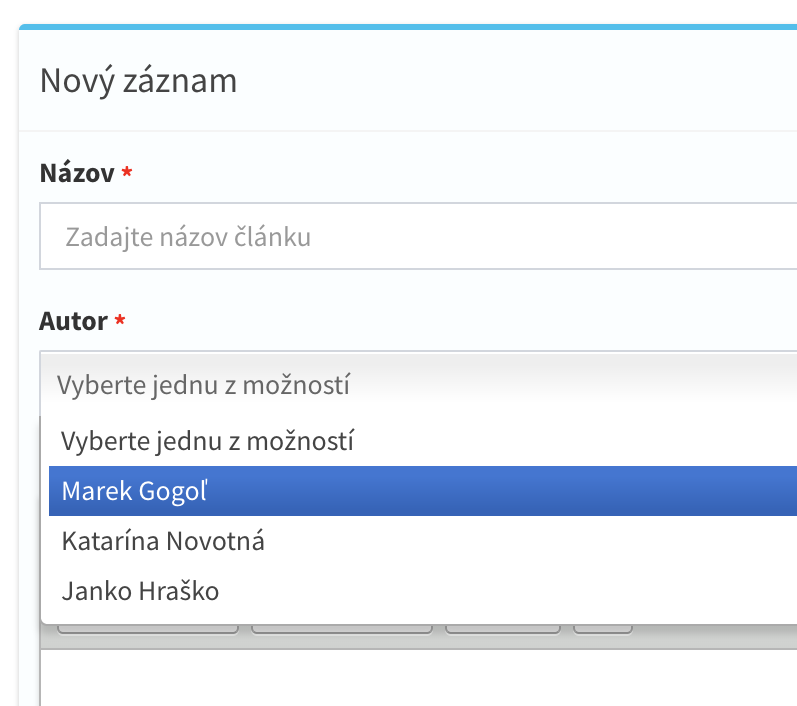 Nový záznam
Názov *
Zadajte názov článku
Autor *
Vyberte jednu z možností
Vyberte jednu z možností
Marek Gogoľ
Katarína Novotná
Janko Hraško